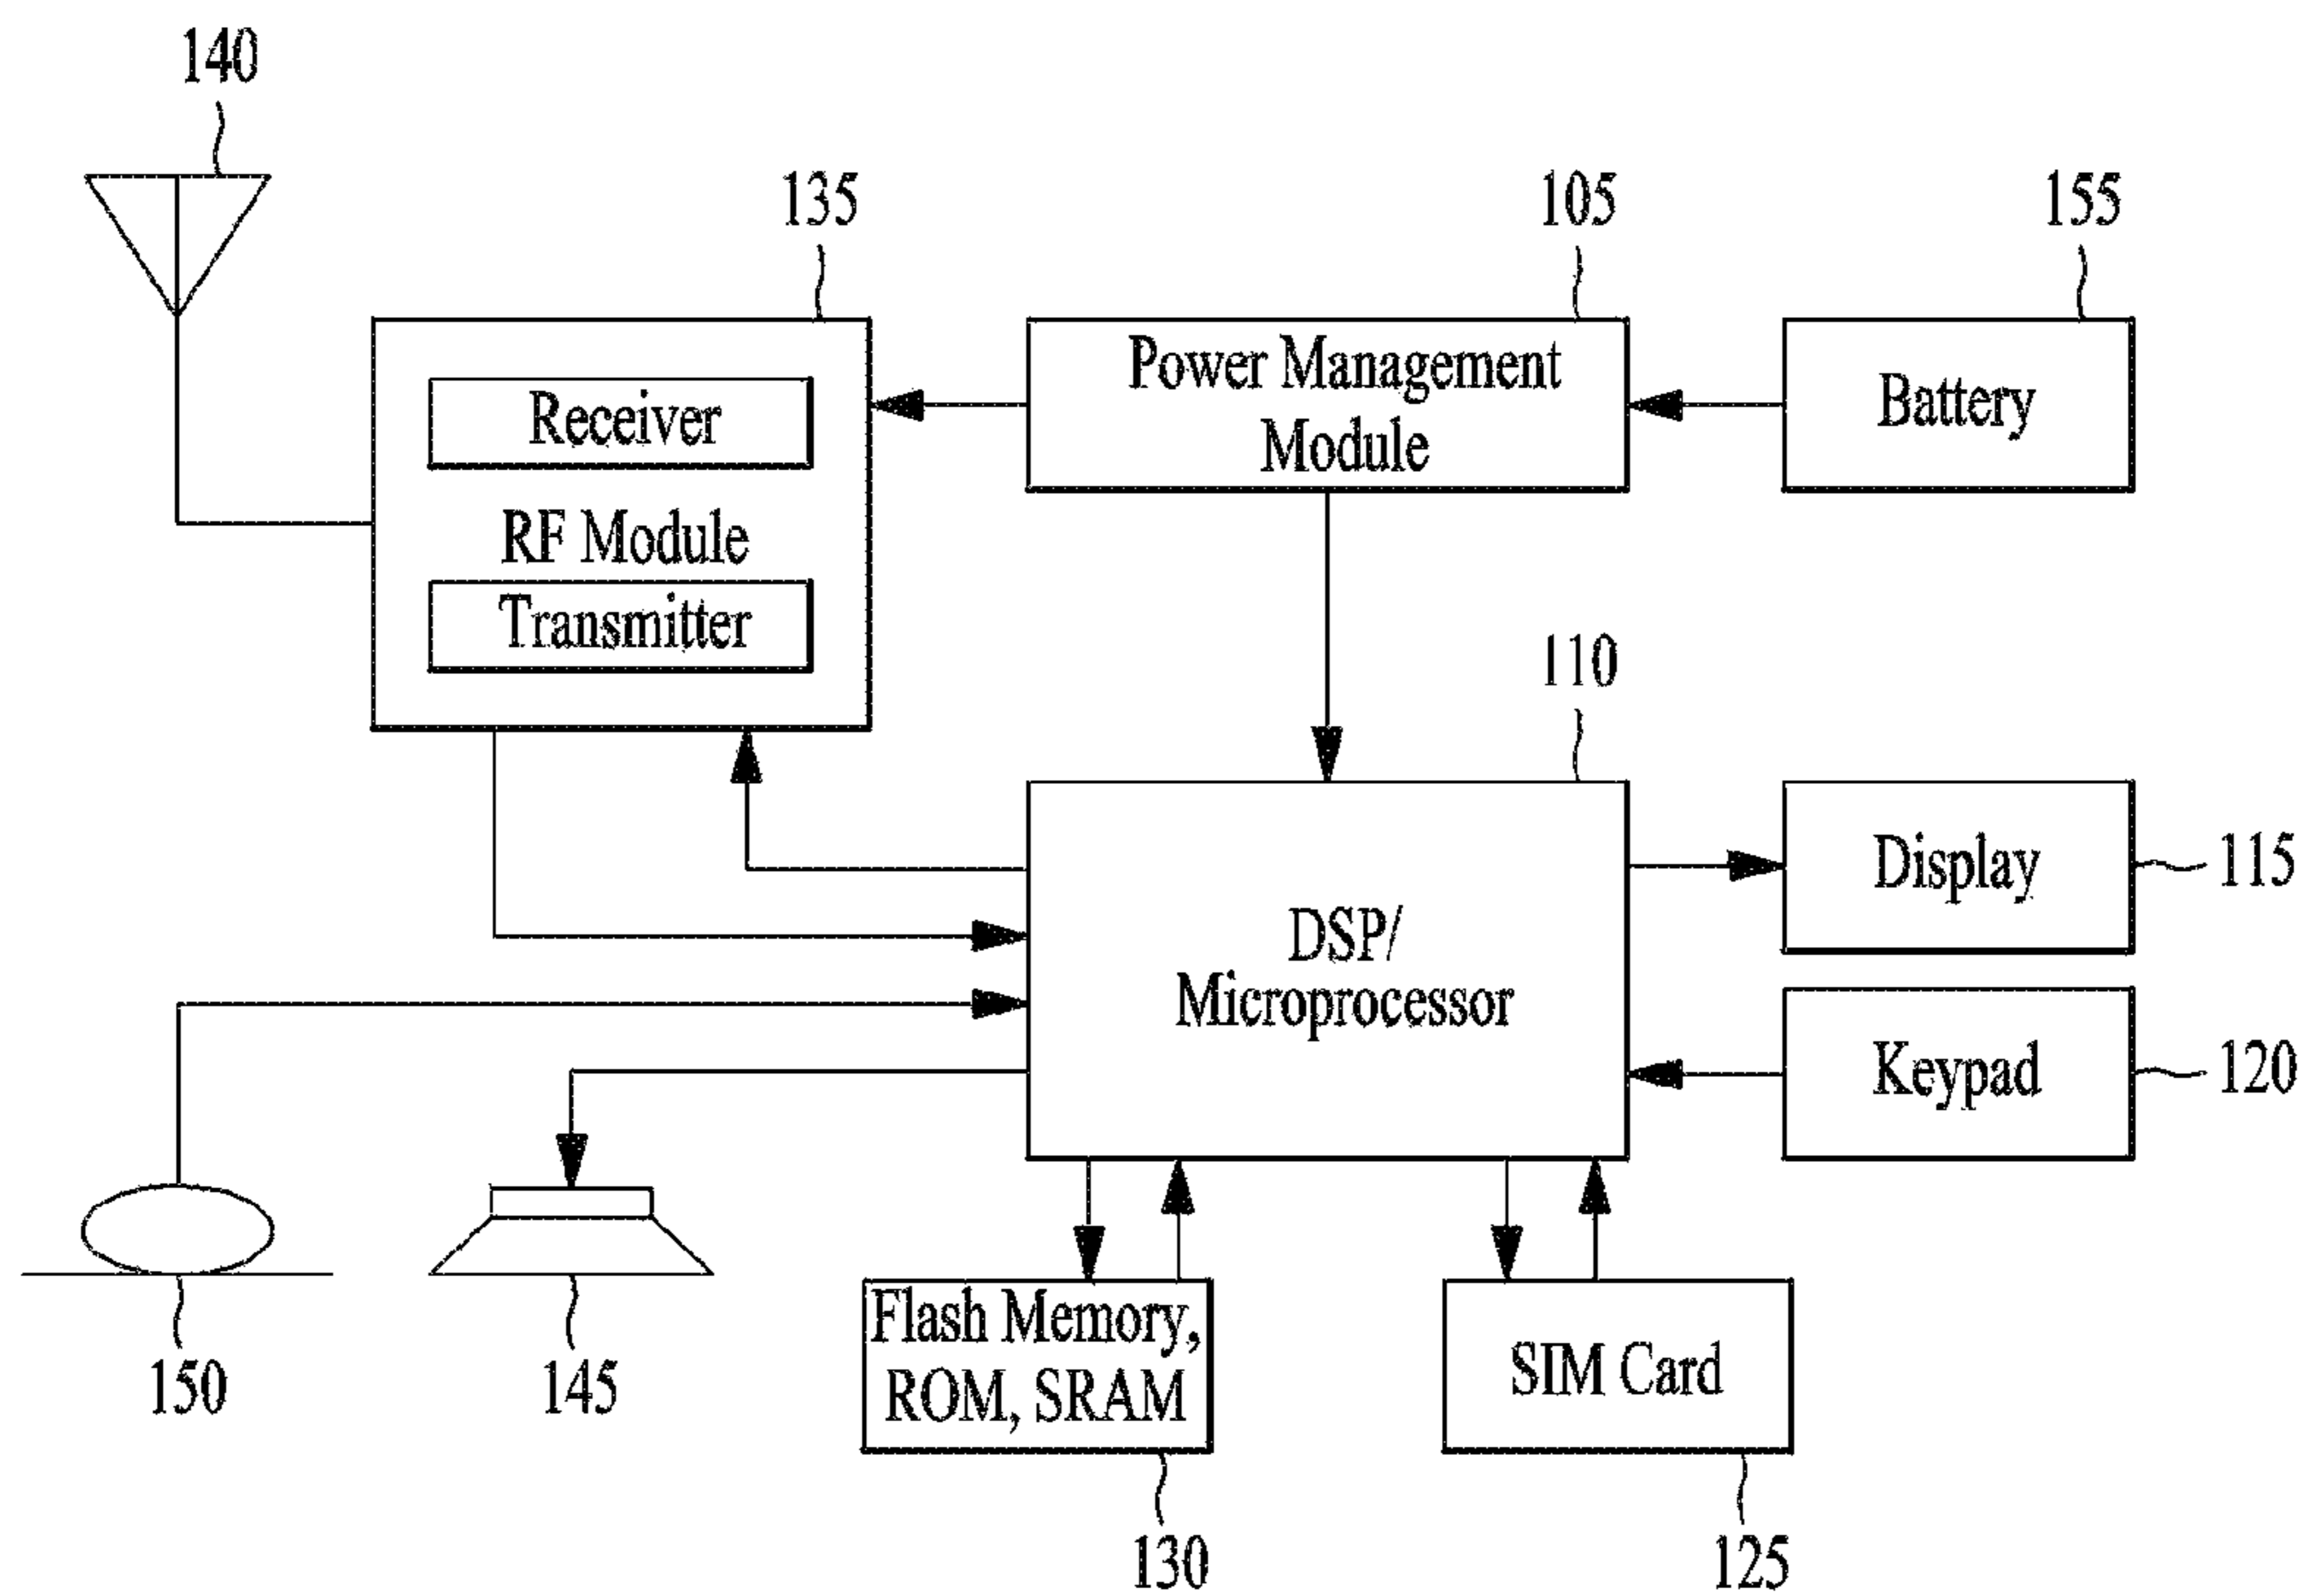 140
135
105
155
Receiver
RF Module
Transmitter
Power Management
Module
Battery
110
DSP/
Microprocessor
Display
115
Keypad
120
150
145
Flash Memory,
ROM, SRAM
SIM Card
130
125